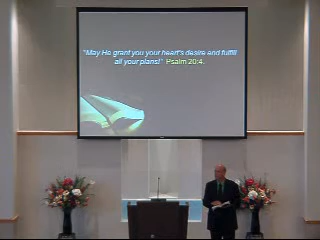 "May He grant you your heart's desire and fulfill
all your plans!" Psalm 20:4.